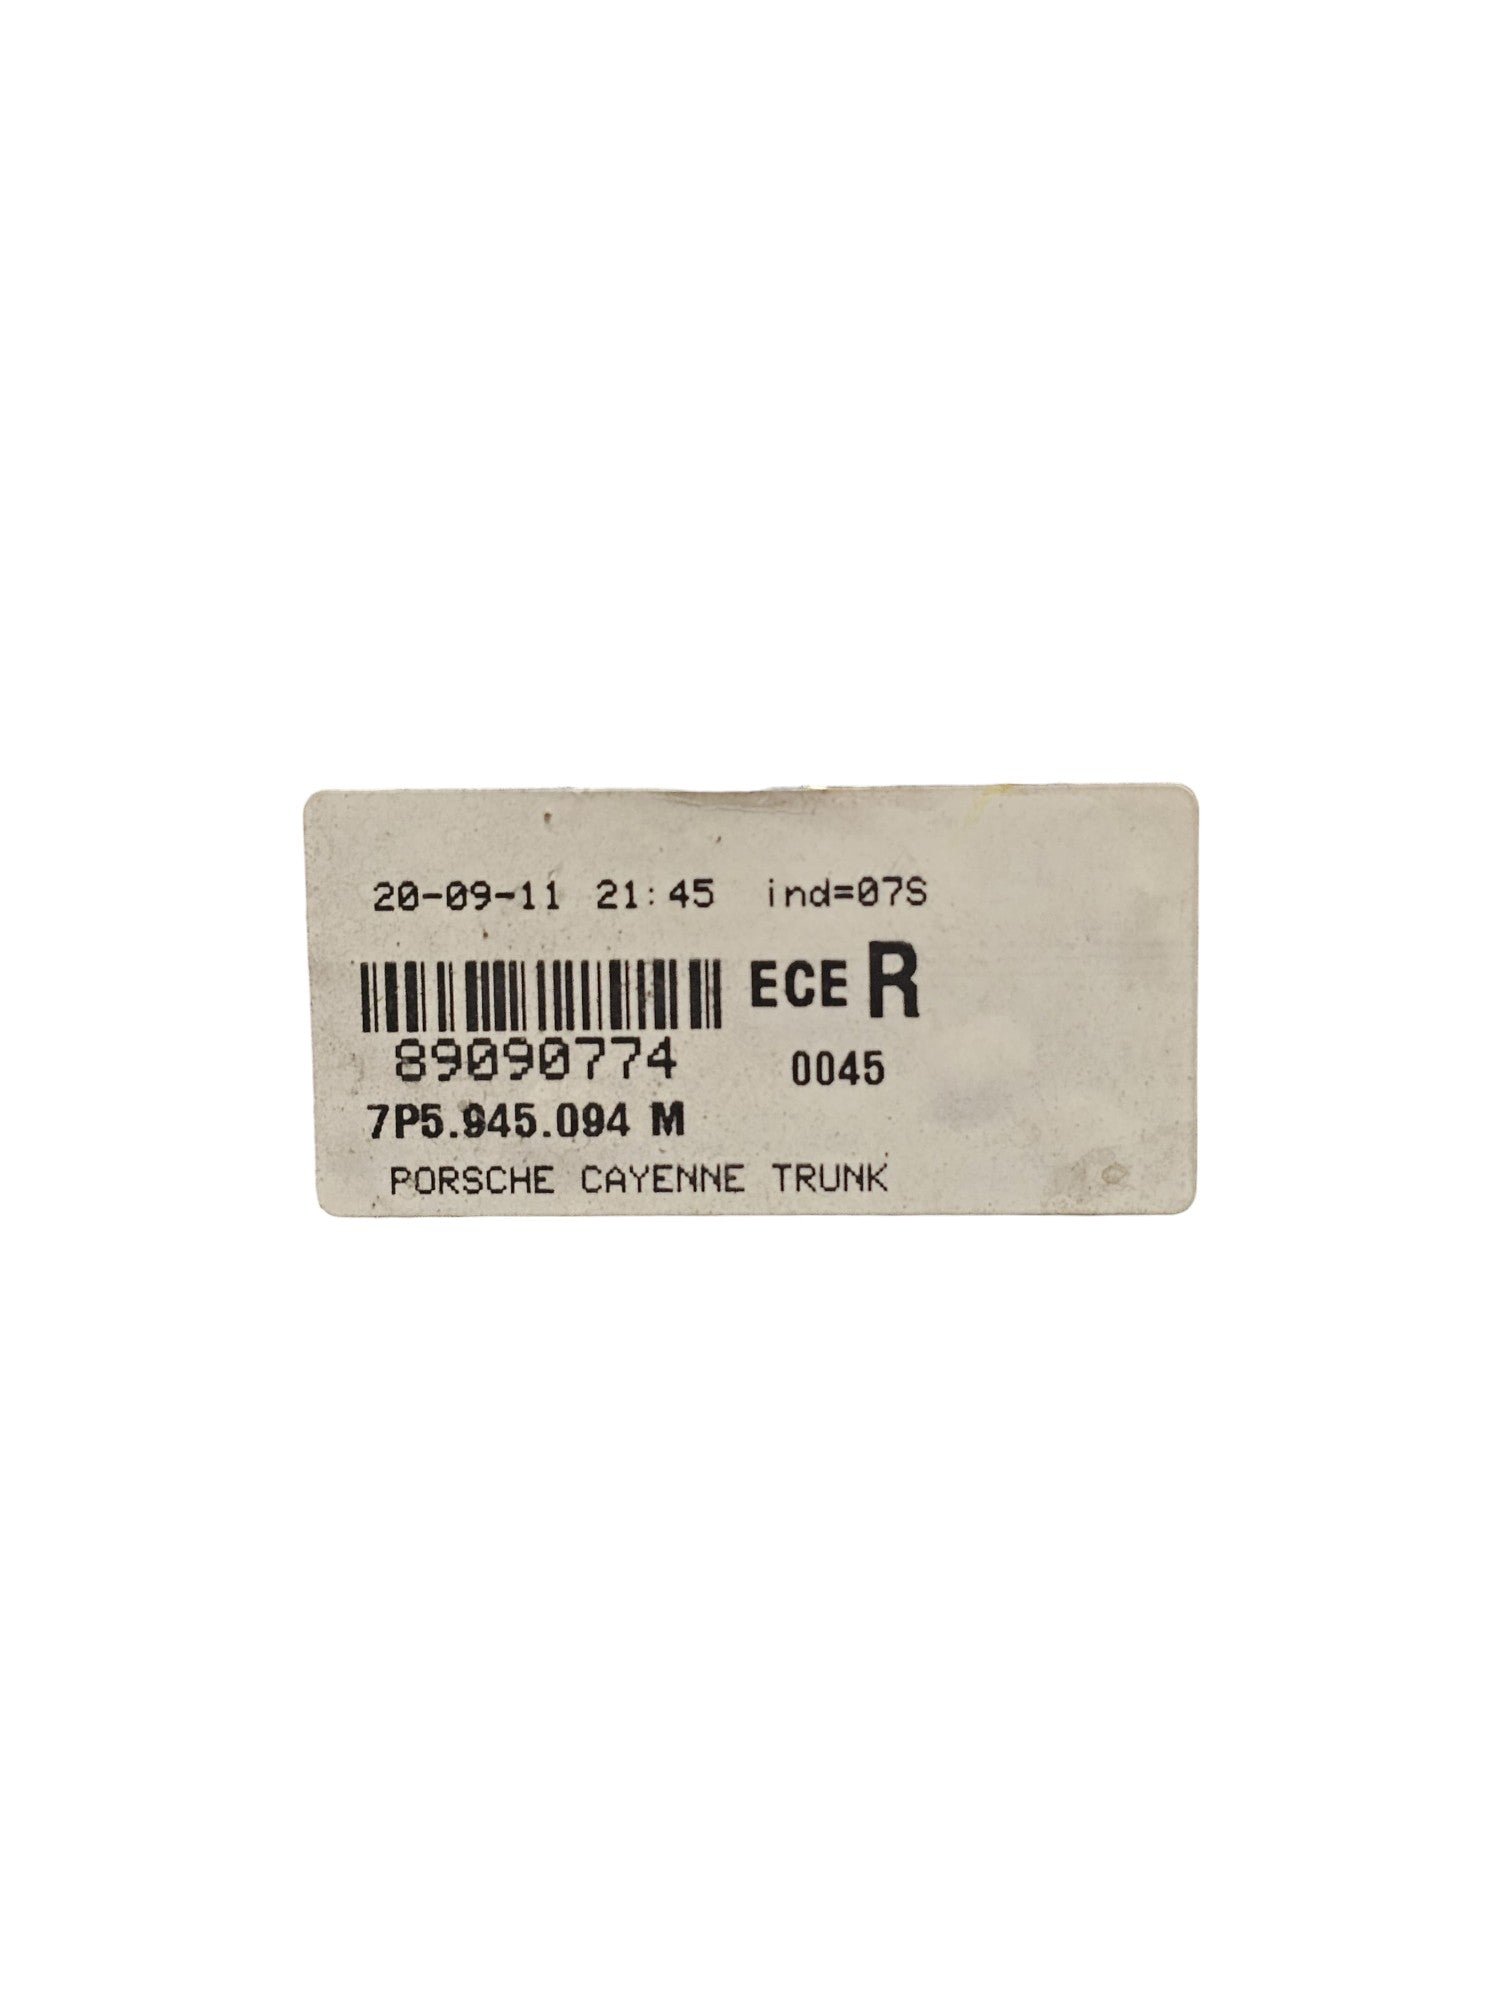 20-09-11 21:45 ind=07S
ECE R
89090774 0045
7P5.945.094 M
PORSCHE CAYENNE TRUNK